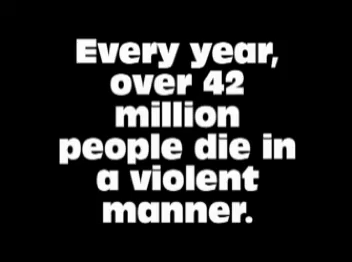 Every year,
over 42
million
people die in
a violent
manner.